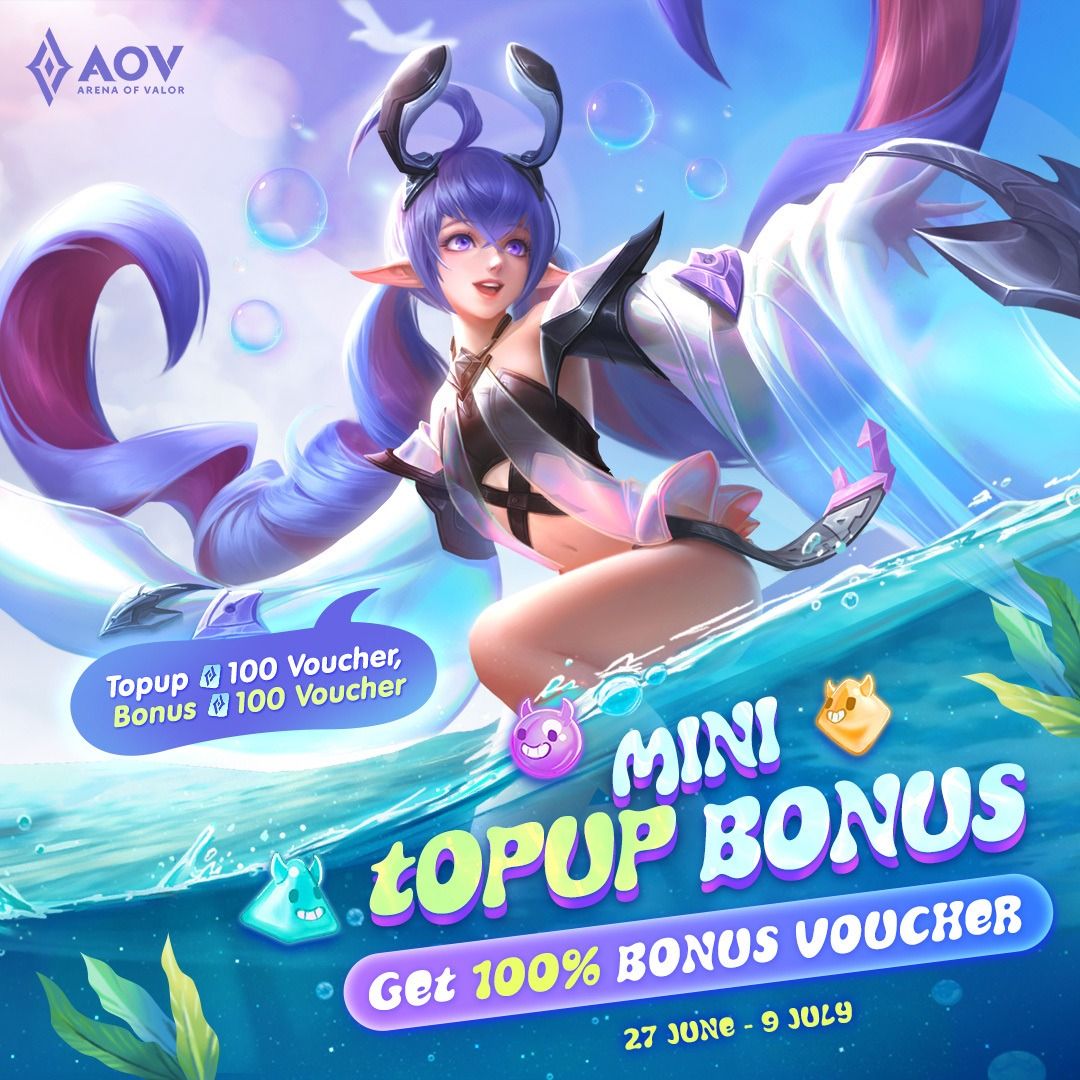 AOV
ARENA OF VALOR
Topup 100 Voucher,
Bonus 100 Voucher
MINI
tOPUP BONUS
Get 100% BONUS VOUCHeR
27 JUNe - 9 JULY